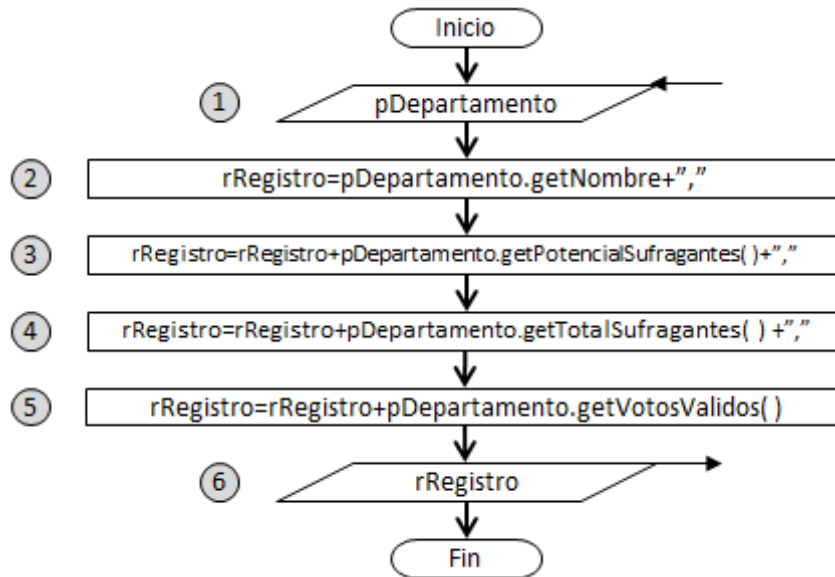 Inicio
1
pDepartamento
2
rRegistro=pDepartamento.getNombre+”,”
3
rRegistro=rRegistro+pDepartamento.getPotencialSufragantes( )+”,”
4
rRegistro=rRegistro+pDepartamento.getTotalSufragantes( ) +”,”
5
rRegistro=rRegistro+pDepartamento.getVotosValidos( )
6
rRegistro
Fin